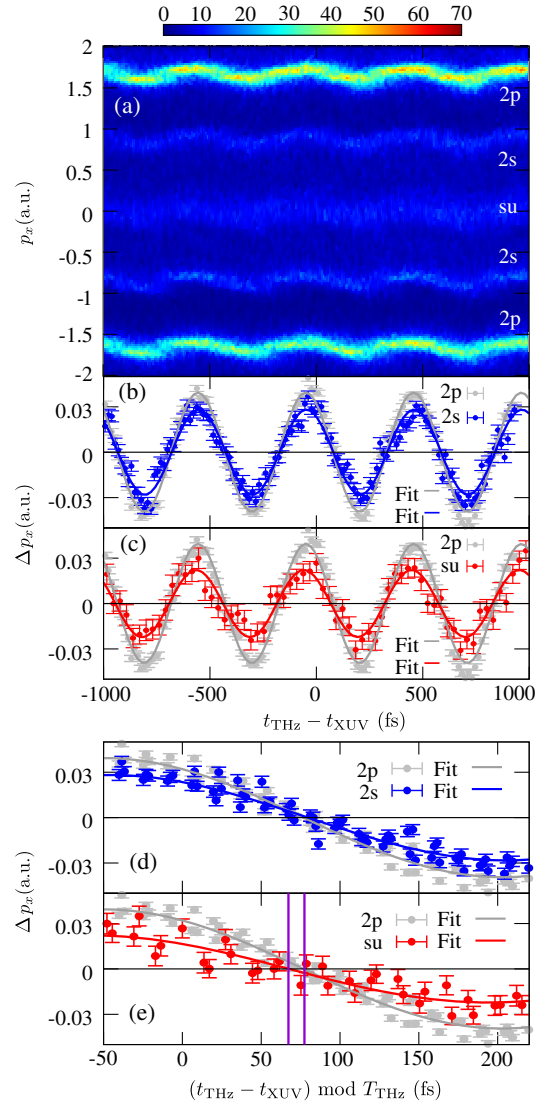 0 10 20 30 40 50 60 70
2
(a)
2p
1.5
1
2s
0.5
p_x(a.u.)
su
0
-0.5
2s
-1
2p
-1.5
-2
(b)
2p
0.03
2s
0
-0.03
Fit
Fit
Δp_x(a.u.)
(c)
2p
0.03
su
0
Fit
-0.03
Fit
-1000 -500 0 500 1000
t_THz − t_XUV (fs)
2p Fit
0.03
2s Fit
0
-0.03
(d)
Δp_x(a.u.)
2p Fit
0.03
su Fit
0
-0.03
(e)
-50 0 50 100 150 200
(t_THz − t_XUV) mod T_THz (fs)